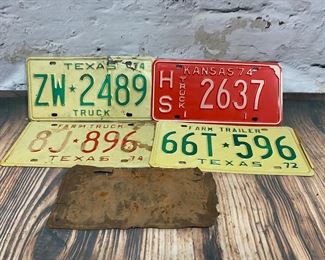 TEXAS 74
ZW★2489
TRUCK
KANSAS 74
HS TRUCK 2637
FARM TRUCK
8J★896
TEXAS 74
FARM TRAILER
66T★596
TEXAS 72